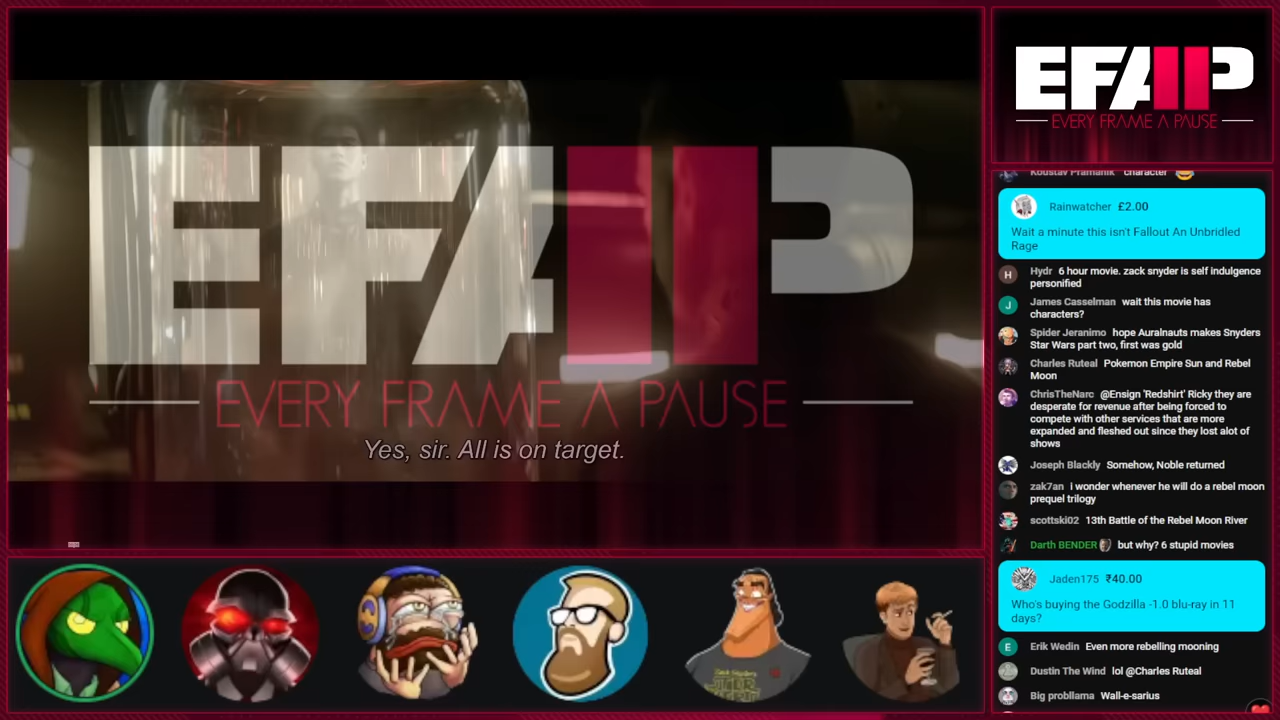 EFAP
EVERY FRAME A PAUSE
Yes, sir. All is on target.
EFAP
EVERY FRAME A PAUSE
Koustav Pramanik character
Rainwatcher £2.00
Wait a minute this isn't Fallout An Unbridled
Rage
H
Hydr 6 hour movie. zack snyder is self indulgence
personified
J
James Casselman wait this movie has
characters?
Spider Jeranimo hope Auralnauts makes Snyders
Star Wars part two, first was gold
Charles Ruteal Pokemon Empire Sun and Rebel
Moon
ChrisTheNarc @Ensign 'Redshirt' Ricky they are
desperate for revenue after being forced to
compete with other services that are more
expanded and fleshed out since they lost alot of
shows
Joseph Blackly Somehow, Noble returned
zak7an i wonder whenever he will do a rebel moon
prequel trilogy
scottski02 13th Battle of the Rebel Moon River
Darth BENDER but why? 6 stupid movies
Jaden175 ₹40.00
Who's buying the Godzilla -1.0 blu-ray in 11
days?
E
Erik Wedin Even more rebelling mooning
Dustin The Wind lol @Charles Ruteal
Big probllama Wall-e-sarius